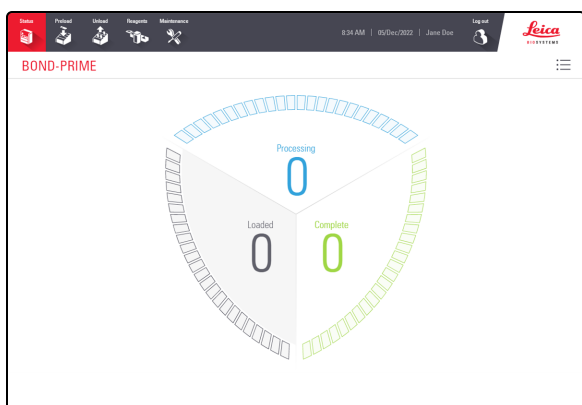 Status Preload Unload Reagents Maintenance 8:34 AM | 05/Dec/2022 | Jane Doe Log out Leica
BIOSYSTEMS
BOND-PRIME
Processing
0
Loaded Complete
0 0